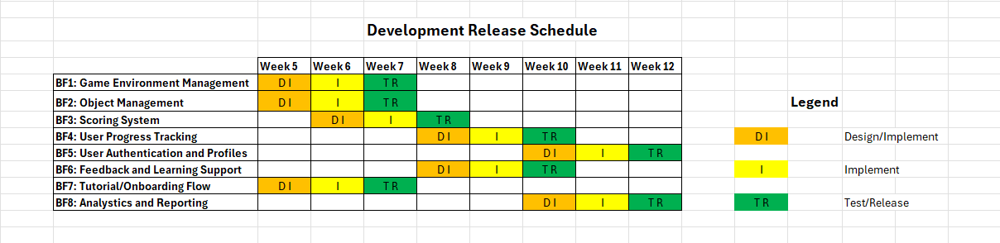 Development Release Schedule
Week 5 Week 6 Week 7 Week 8 Week 9 Week 10 Week 11 Week 12
BF1: Game Environment Management D I I T R
BF2: Object Management D I I T R
Legend
BF3: Scoring System D I I T R
BF4: User Progress Tracking D I I T R D I Design/Implement
BF5: User Authentication and Profiles D I I T R
BF6: Feedback and Learning Support D I I T R I Implement
BF7: Tutorial/Onboarding Flow D I I T R
BF8: Analystics and Reporting D I I T R T R Test/Release